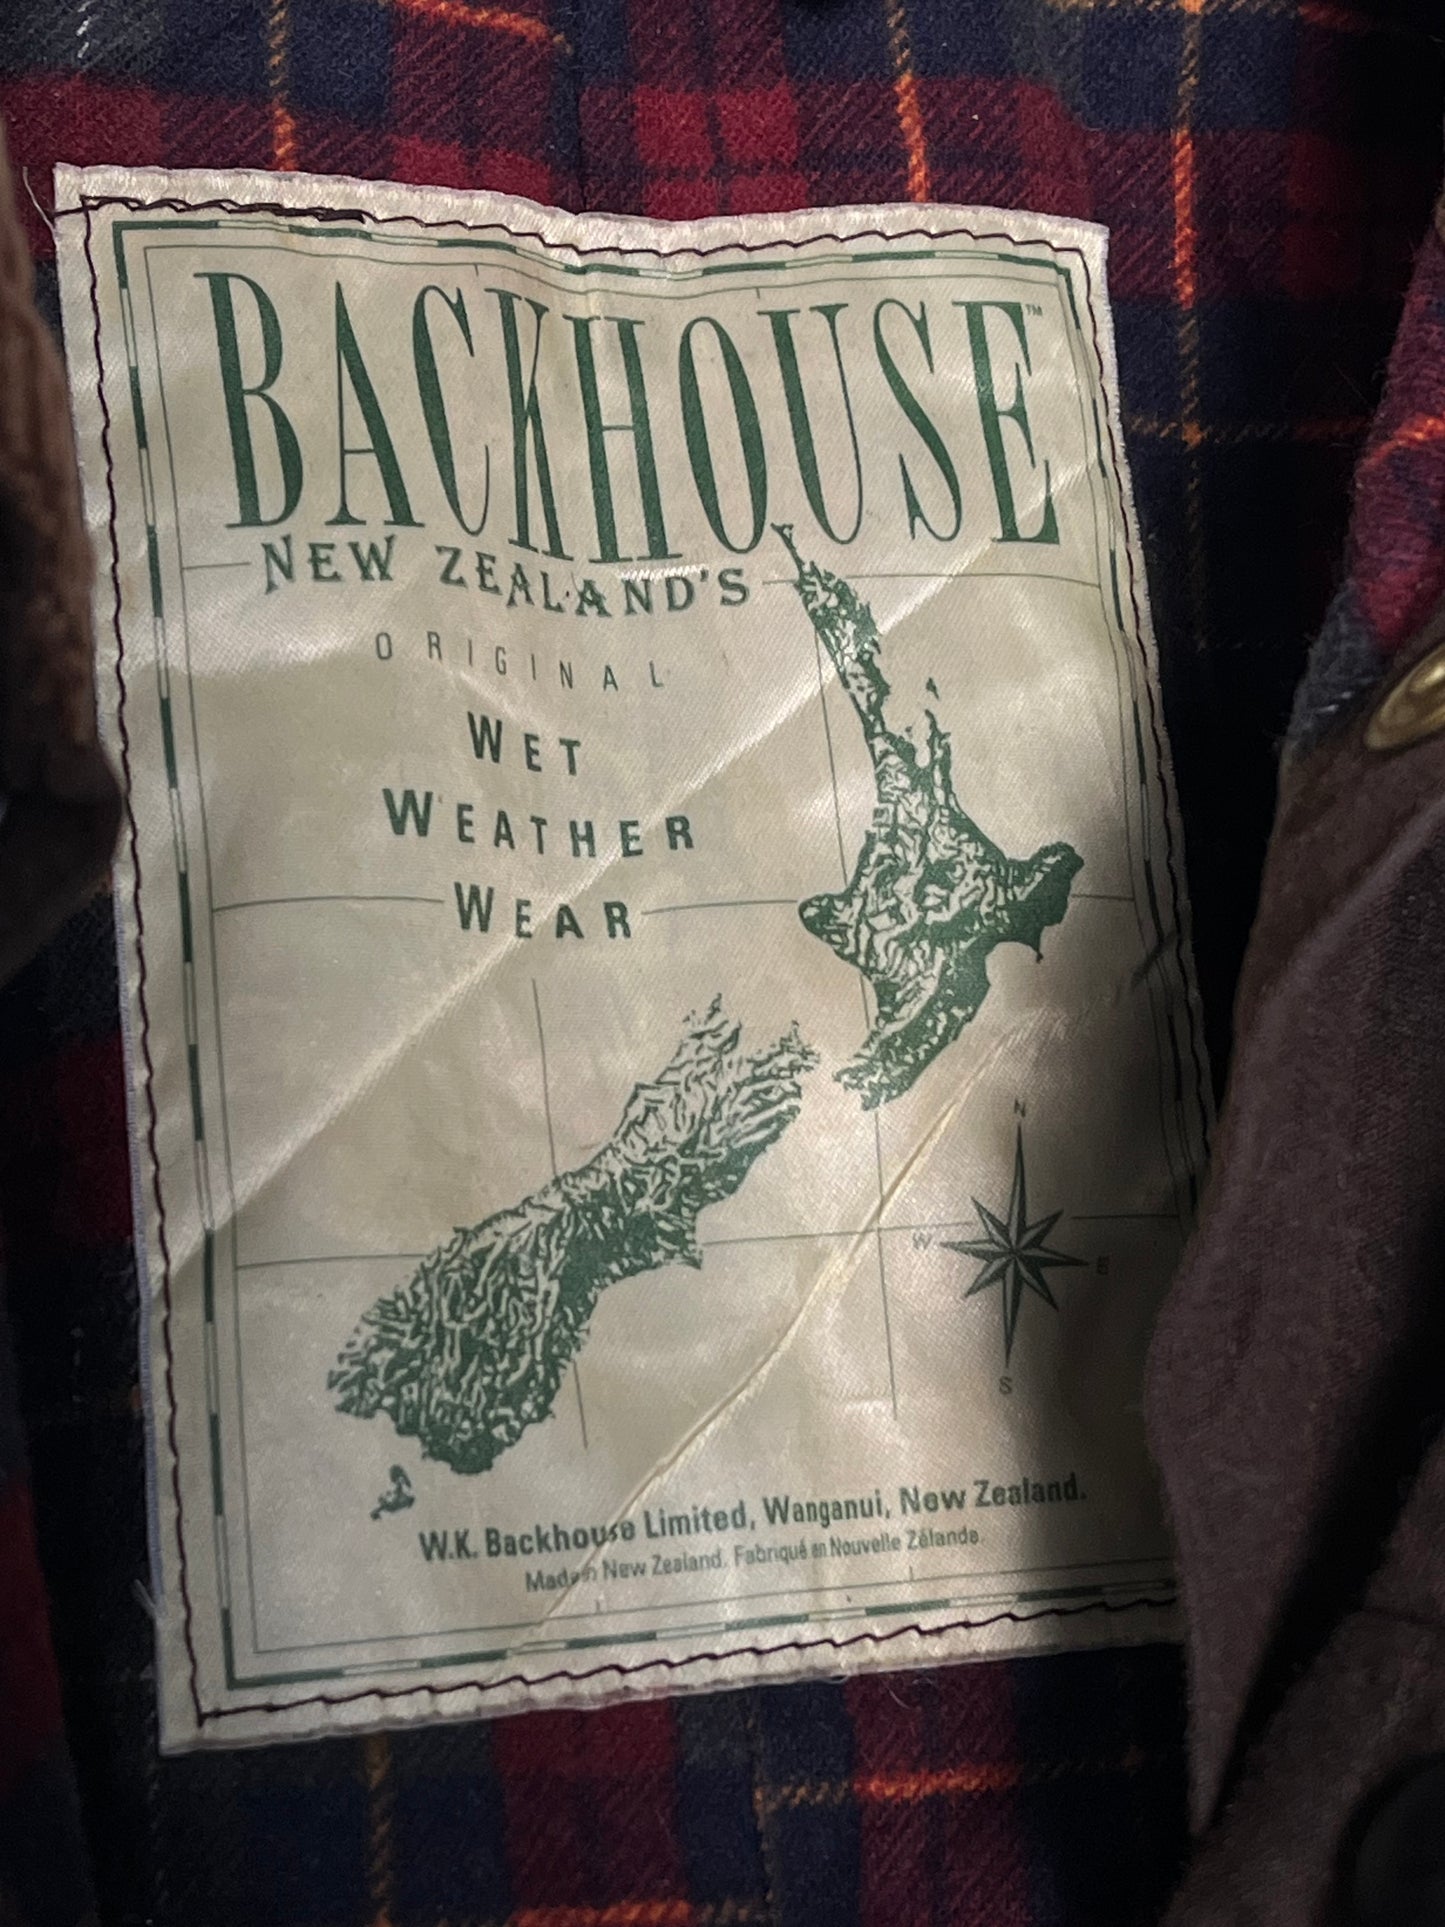 BACKHOUSE™
NEW ZEALAND'S
ORIGINAL
WET
WEATHER
WEAR
N
W E
S
W.K. Backhouse Limited, Wanganui, New Zealand.
Made in New Zealand. Fabriqué en Nouvelle Zélande.